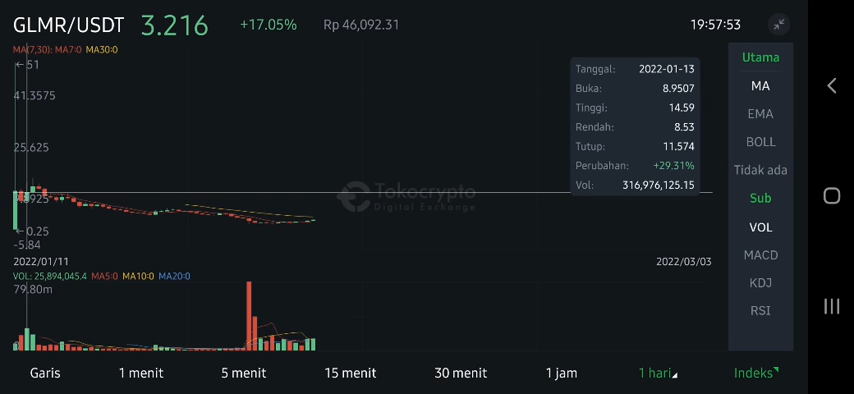 GLMR/USDT 3.216 +17.05% Rp 46,092.31 19:57:53
MA(7,30): MA7:0 MA30:0
51
41.3575
25.625
0.25
-5.84
Tanggal: 2022-01-13
Buka: 8.9507
Tinggi: 14.59
Rendah: 8.53
Tutup: 11.574
Perubahan: +29.31%
Vol: 316,976,125.15
Tokocrypto
Digital Exchange
2022/01/11 2022/03/03
VOL: 25,894,045.4 MA5:0 MA10:0 MA20:0
79.80m
Utama
MA
EMA
BOLL
Tidak ada
Sub
VOL
MACD
KDJ
RSI
Garis 1 menit 5 menit 15 menit 30 menit 1 jam 1 hari Indeks